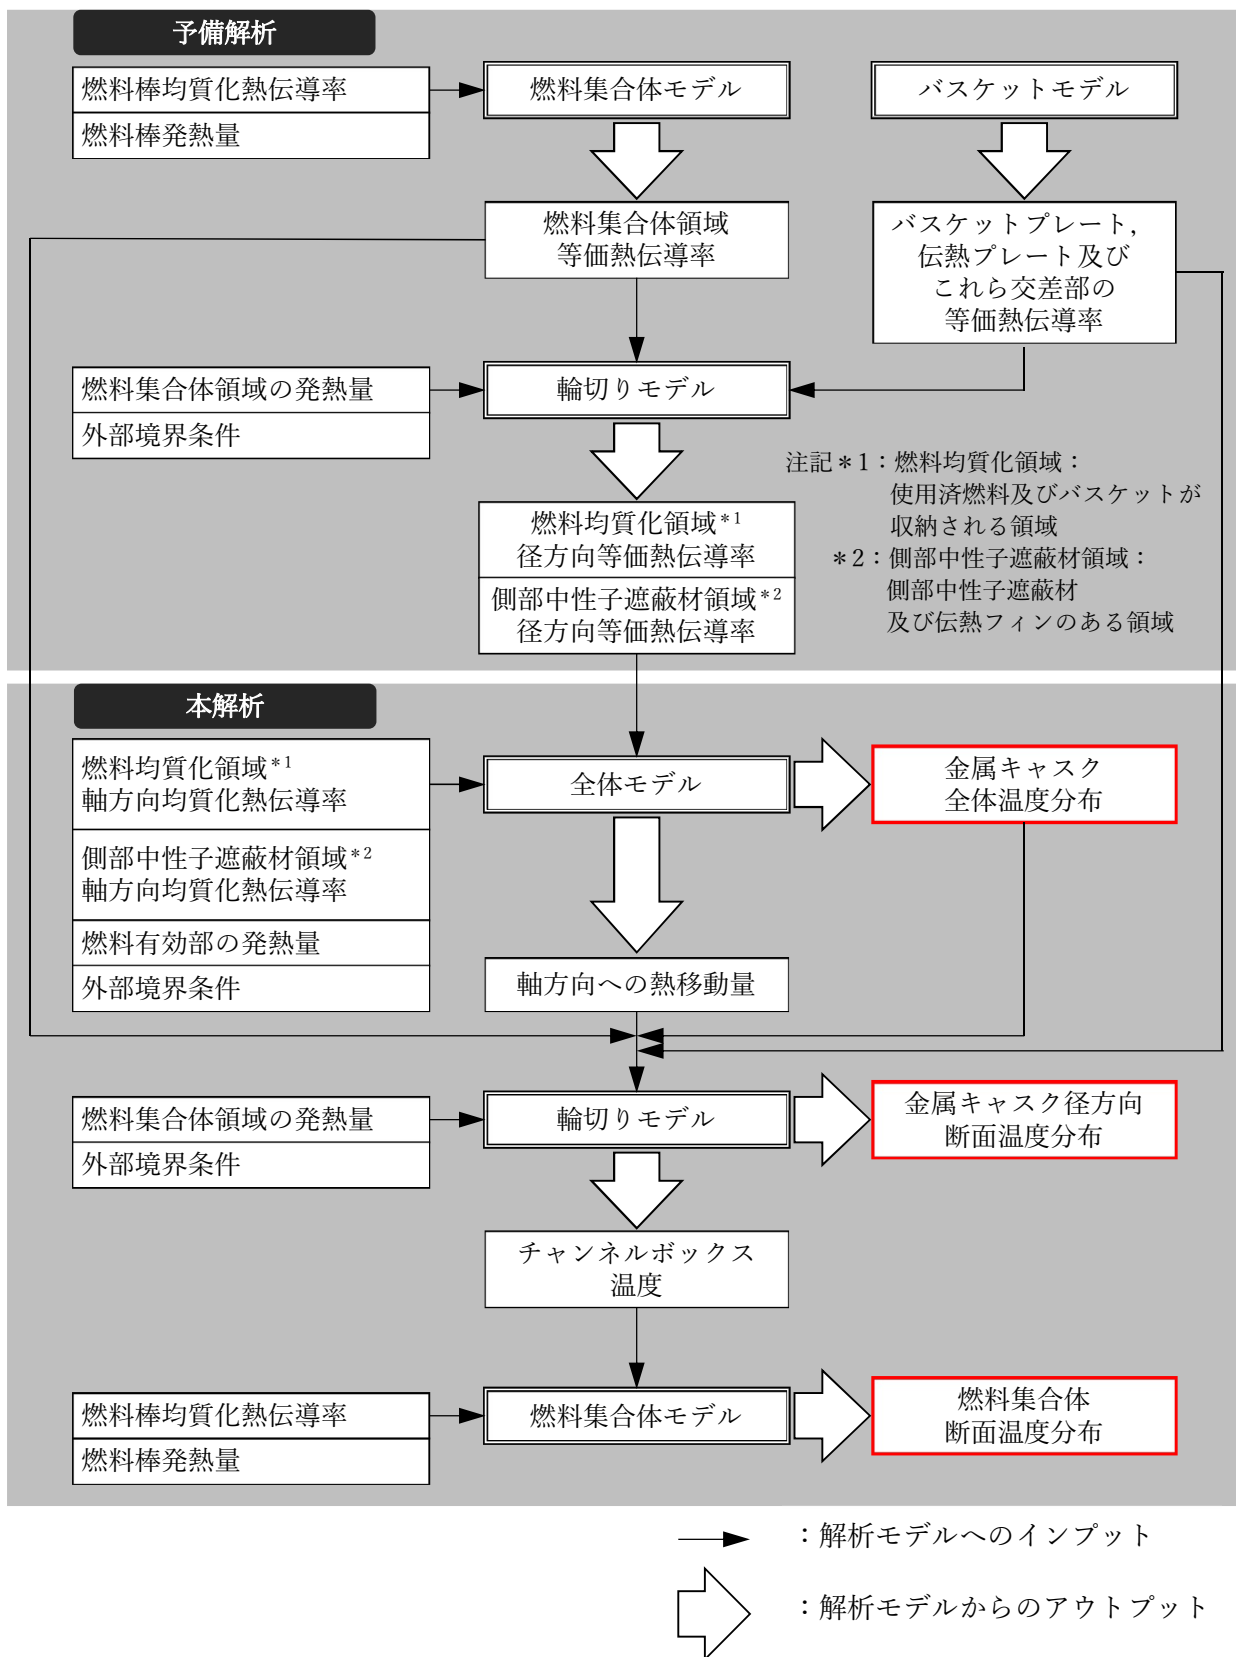 予備解析
燃料棒均質化熱伝導率
燃料棒発熱量
燃料集合体モデル
バスケットモデル
燃料集合体領域
等価熱伝導率
バスケットプレート，
伝熱プレート及び
これら交差部の
等価熱伝導率
燃料集合体領域の発熱量
外部境界条件
輪切りモデル
燃料均質化領域*1
径方向等価熱伝導率
側部中性子遮蔽材領域*2
径方向等価熱伝導率
注記＊1：燃料均質化領域：
使用済燃料及びバスケットが
収納される領域
＊2：側部中性子遮蔽材領域：
側部中性子遮蔽材
及び伝熱フィンのある領域
本解析
燃料均質化領域*1
軸方向均質化熱伝導率
側部中性子遮蔽材領域*2
軸方向均質化熱伝導率
燃料有効部の発熱量
外部境界条件
全体モデル
金属キャスク
全体温度分布
軸方向への熱移動量
燃料集合体領域の発熱量
外部境界条件
輪切りモデル
金属キャスク径方向
断面温度分布
チャンネルボックス
温度
燃料棒均質化熱伝導率
燃料棒発熱量
燃料集合体モデル
燃料集合体
断面温度分布
：解析モデルへのインプット
：解析モデルからのアウトプット